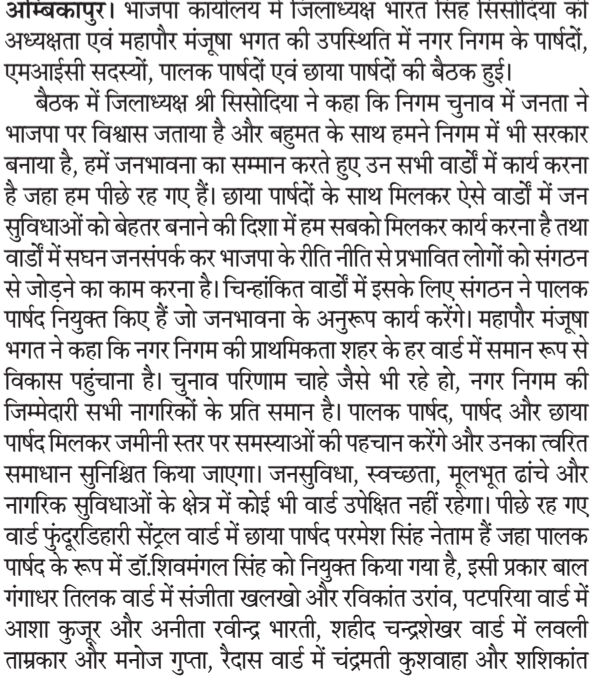 अम्बिकापुर। भाजपा कार्यालय में जिलाध्यक्ष भारत सिंह सिसोदिया की
अध्यक्षता एवं महापौर मंजूषा भगत की उपस्थिति में नगर निगम के पार्षदों,
एमआईसी सदस्यों, पालक पार्षदों एवं छाया पार्षदों की बैठक हुई।
बैठक में जिलाध्यक्ष श्री सिसोदिया ने कहा कि निगम चुनाव में जनता ने
भाजपा पर विश्वास जताया है और बहुमत के साथ हमने निगम में भी सरकार
बनाया है, हमें जनभावना का सम्मान करते हुए उन सभी वार्डों में कार्य करना
है जहा हम पीछे रह गए हैं। छाया पार्षदों के साथ मिलकर ऐसे वार्डों में जन
सुविधाओं को बेहतर बनाने की दिशा में हम सबको मिलकर कार्य करना है तथा
वार्डों में सघन जनसंपर्क कर भाजपा के रीति नीति से प्रभावित लोगों को संगठन
से जोड़ने का काम करना है। चिन्हांकित वार्डों में इसके लिए संगठन ने पालक
पार्षद नियुक्त किए हैं जो जनभावना के अनुरूप कार्य करेंगे। महापौर मंजूषा
भगत ने कहा कि नगर निगम की प्राथमिकता शहर के हर वार्ड में समान रूप से
विकास पहुंचाना है। चुनाव परिणाम चाहे जैसे भी रहे हो, नगर निगम की
जिम्मेदारी सभी नागरिकों के प्रति समान है। पालक पार्षद, पार्षद और छाया
पार्षद मिलकर जमीनी स्तर पर समस्याओं की पहचान करेंगे और उनका त्वरित
समाधान सुनिश्चित किया जाएगा। जनसुविधा, स्वच्छता, मूलभूत ढांचे और
नागरिक सुविधाओं के क्षेत्र में कोई भी वार्ड उपेक्षित नहीं रहेगा। पीछे रह गए
वार्ड फुंदूरडिहारी सेंट्रल वार्ड में छाया पार्षद परमेश सिंह नेताम हैं जहा पालक
पार्षद के रूप में डॉ.शिवमंगल सिंह को नियुक्त किया गया है, इसी प्रकार बाल
गंगाधर तिलक वार्ड में संजीता खलखो और रविकांत उरांव, पटपरिया वार्ड में
आशा कुजूर और अनीता रवीन्द्र भारती, शहीद चन्द्रशेखर वार्ड में लवली
ताम्रकार और मनोज गुप्ता, रैदास वार्ड में चंद्रमती कुशवाहा और शशिकांत